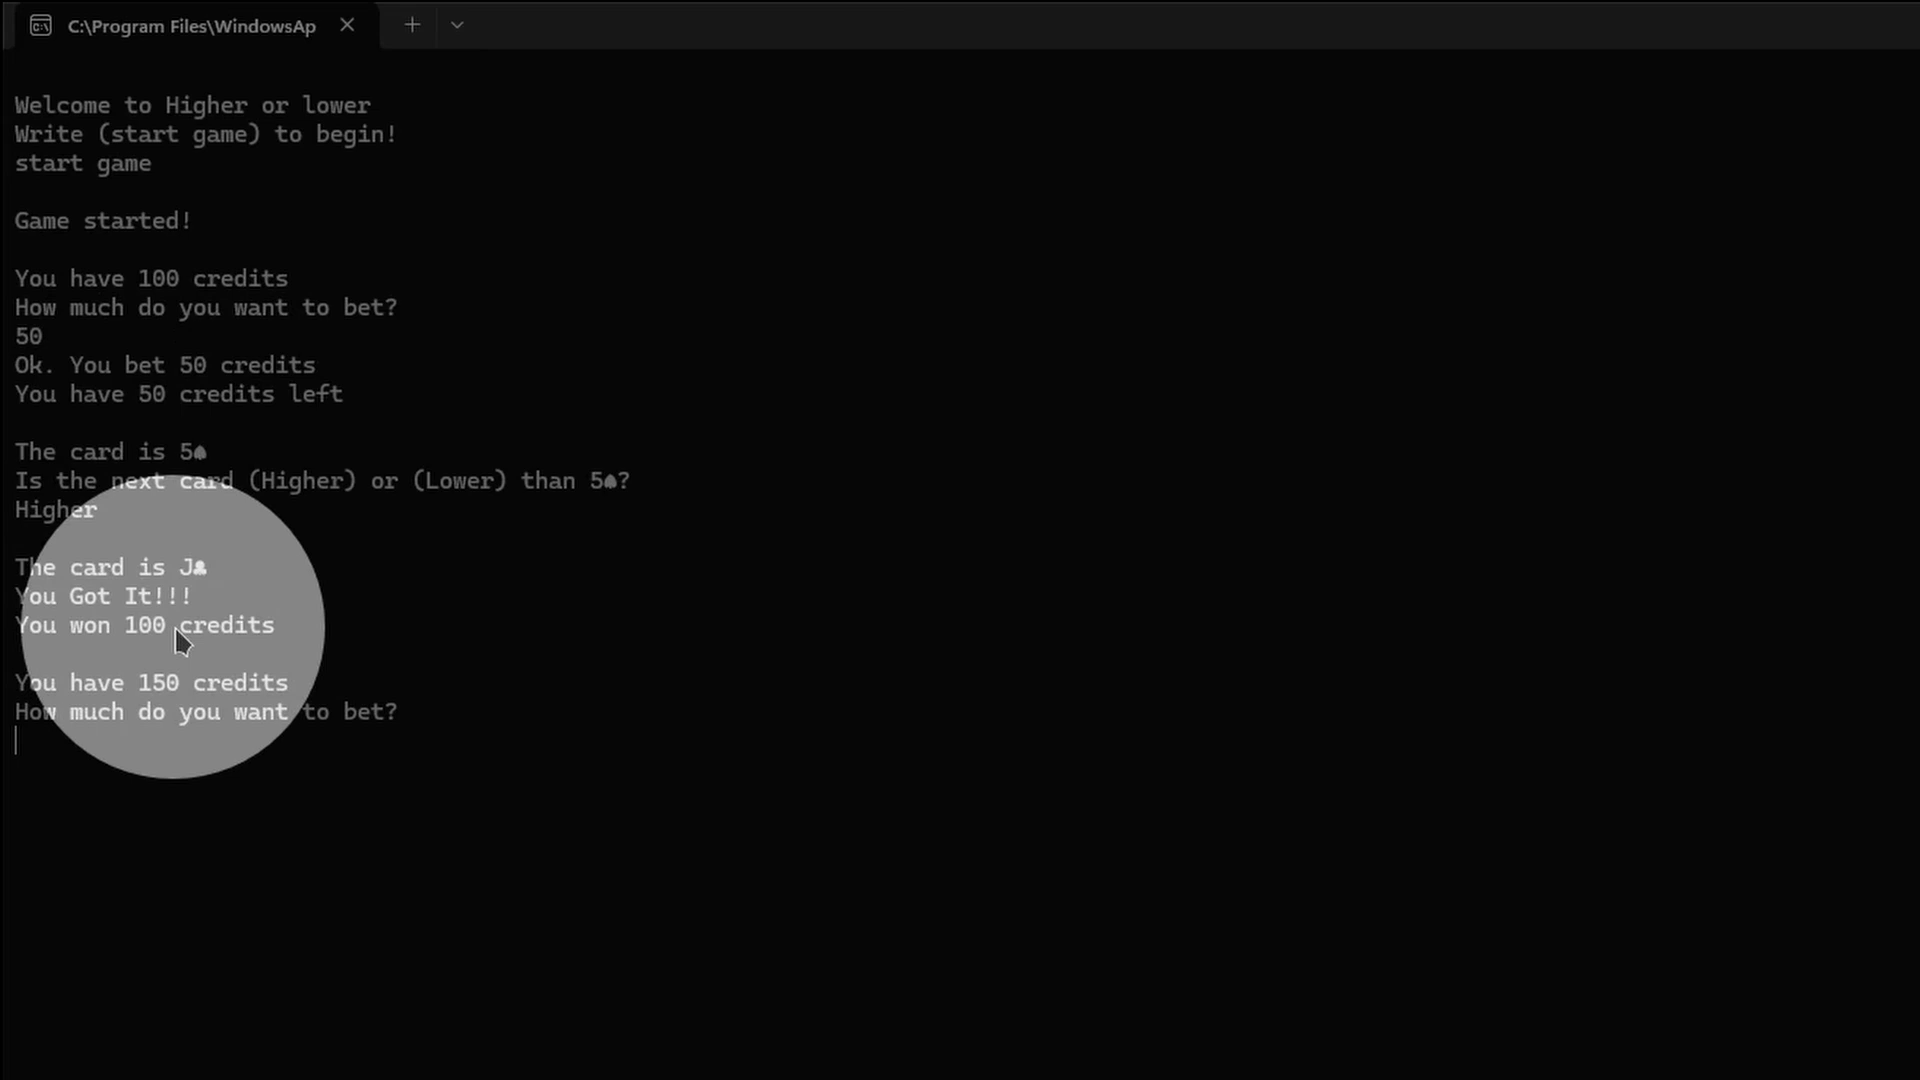 C:\Program Files\WindowsAp
Welcome to Higher or lower
Write (start game) to begin!
start game
Game started!
You have 100 credits
How much do you want to bet?
50
Ok. You bet 50 credits
You have 50 credits left
The card is 5♠
Is the next card (Higher) or (Lower) than 5♠?
Higher
The card is J♣
You Got It!!!
You won 100 credits
You have 150 credits
How much do you want to bet?